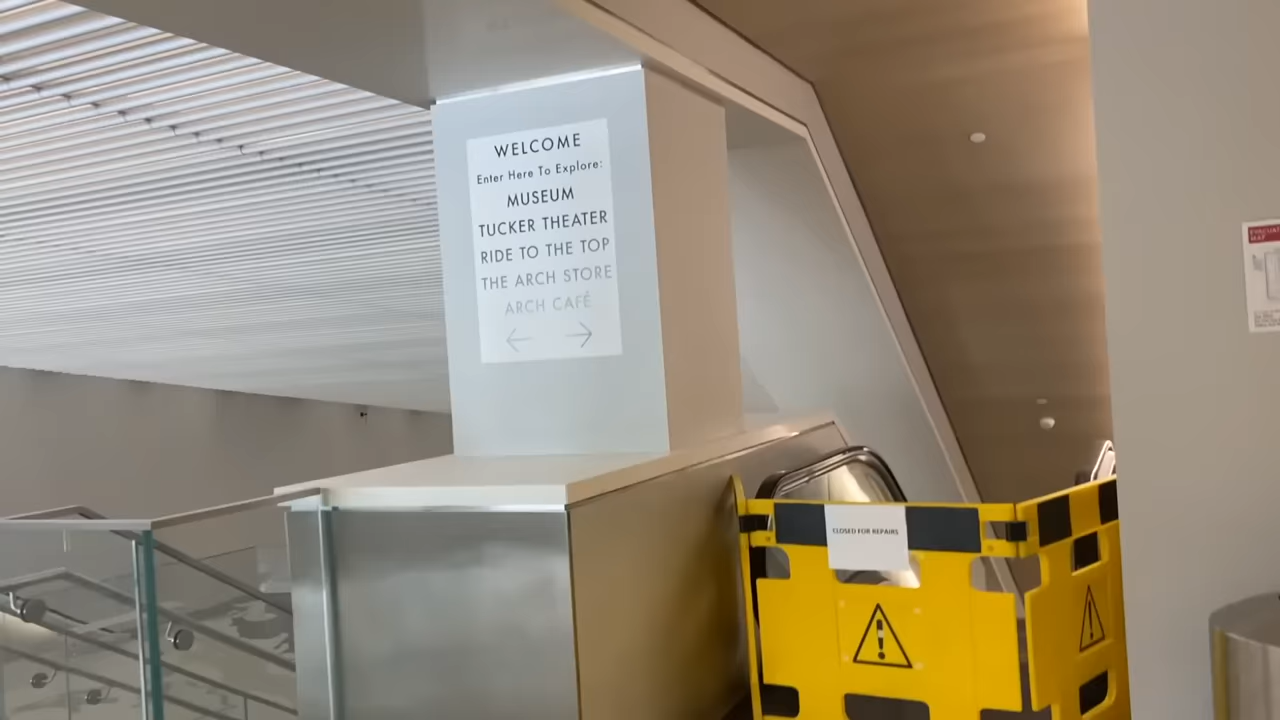 WELCOME
Enter Here To Explore:
MUSEUM
TUCKER THEATER
RIDE TO THE TOP
THE ARCH STORE
ARCH CAFÉ
CLOSED FOR REPAIRS